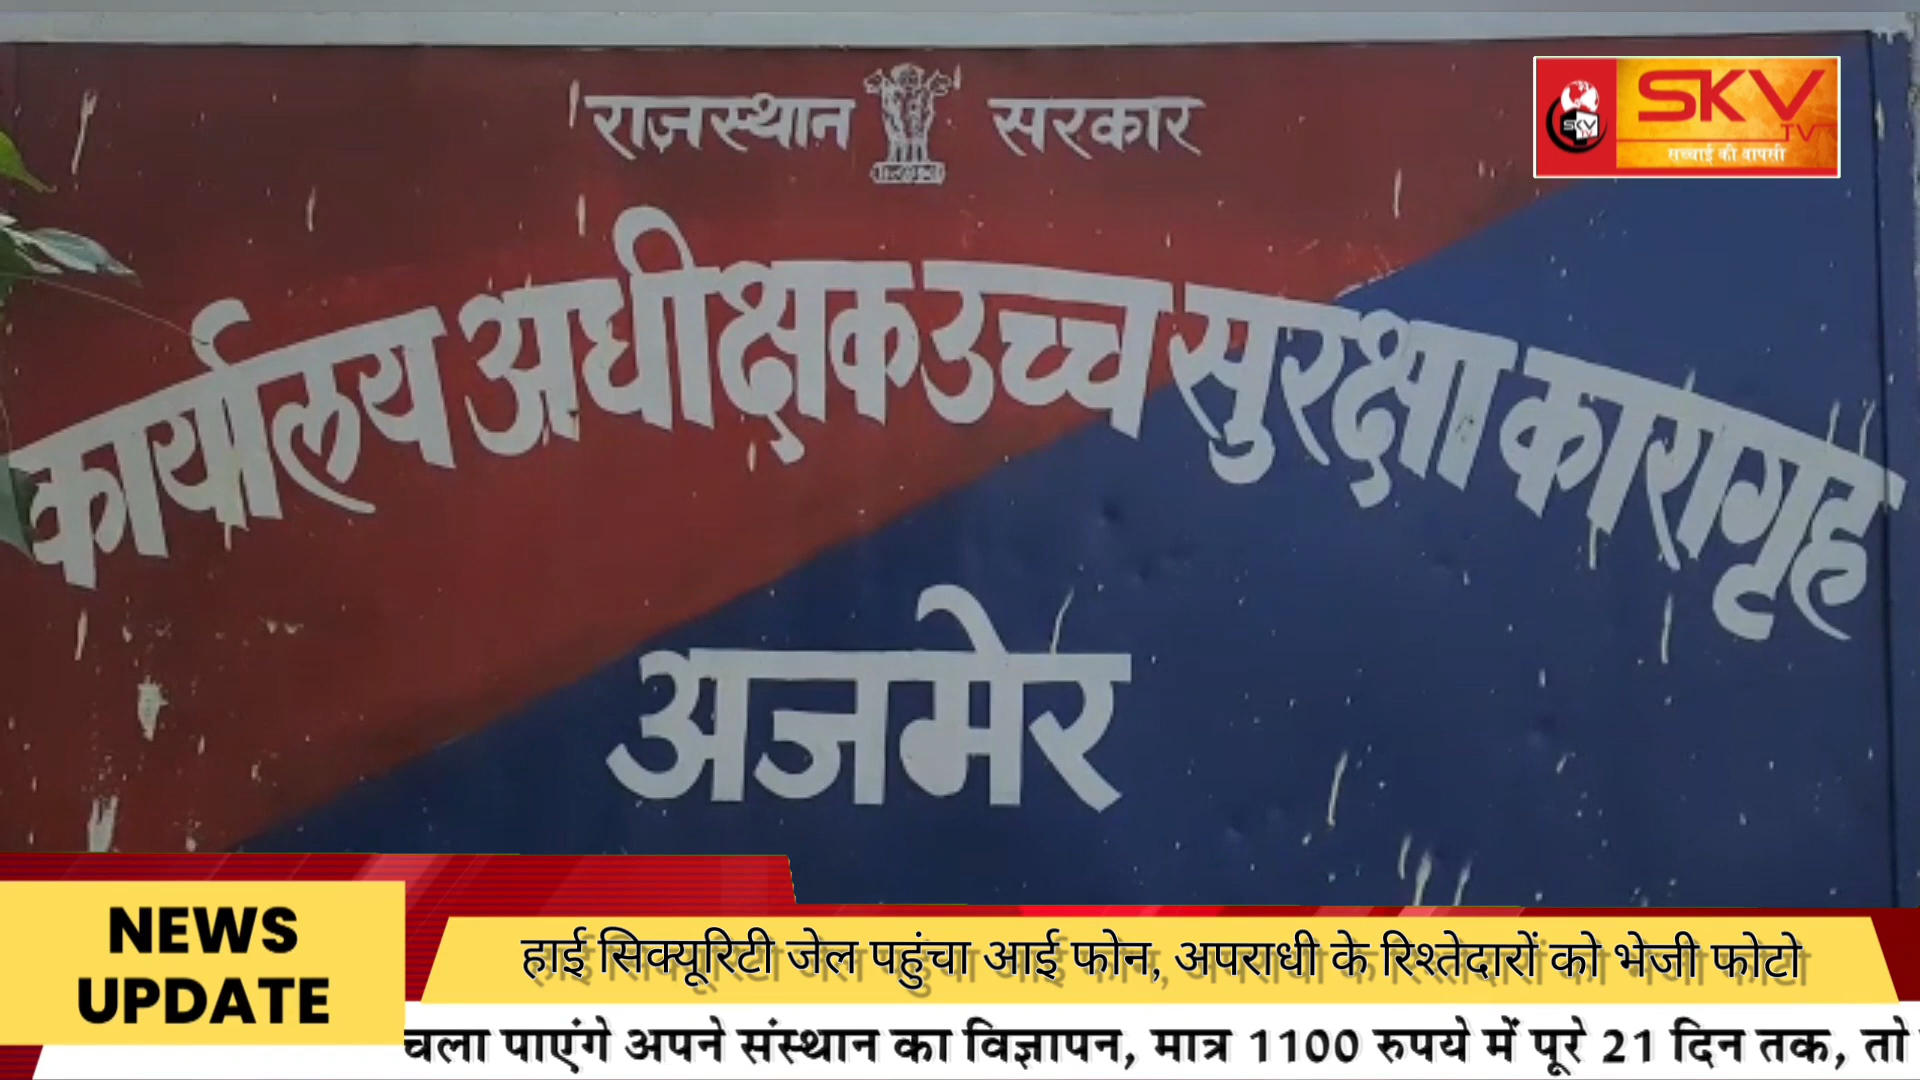 राजस्थान सरकार
SKV
TV
सच्चाई की वापसी
कार्यालय अधीक्षक उच्च सुरक्षा कारागृह
अजमेर
NEWS
UPDATE
हाई सिक्यूरिटी जेल पहुंचा आई फोन, अपराधी के रिश्तेदारों को भेजी फोटो
चला पाएंगे अपने संस्थान का विज्ञापन, मात्र 1100 रुपये में पूरे 21 दिन तक, तो